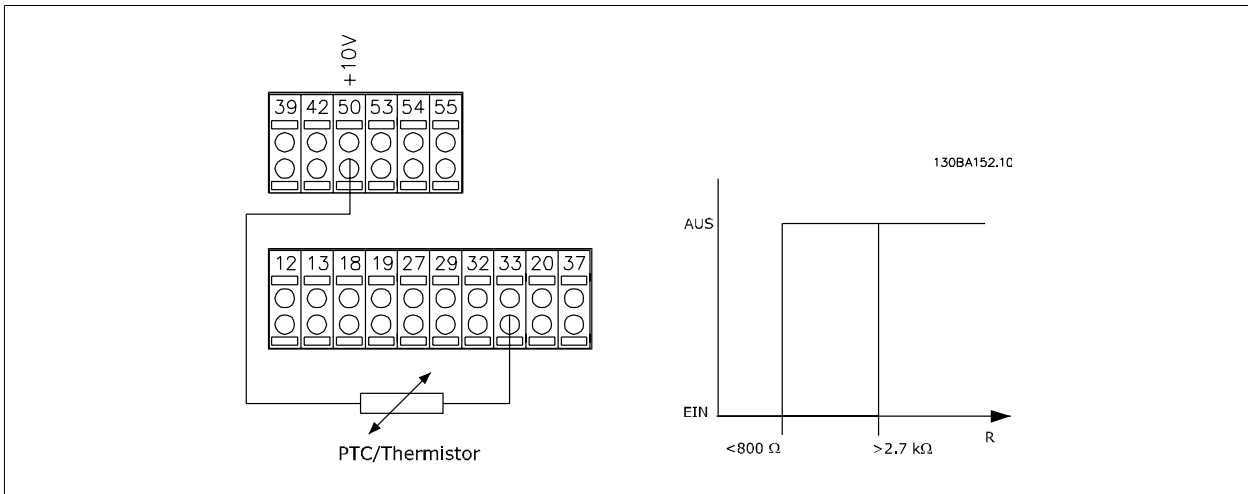 +10V
39 42 50 53 54 55
12 13 18 19 27 29 32 33 20 37
PTC/Thermistor
130BA152.10
AUS
EIN
R
<800 Ω
>2.7 kΩ